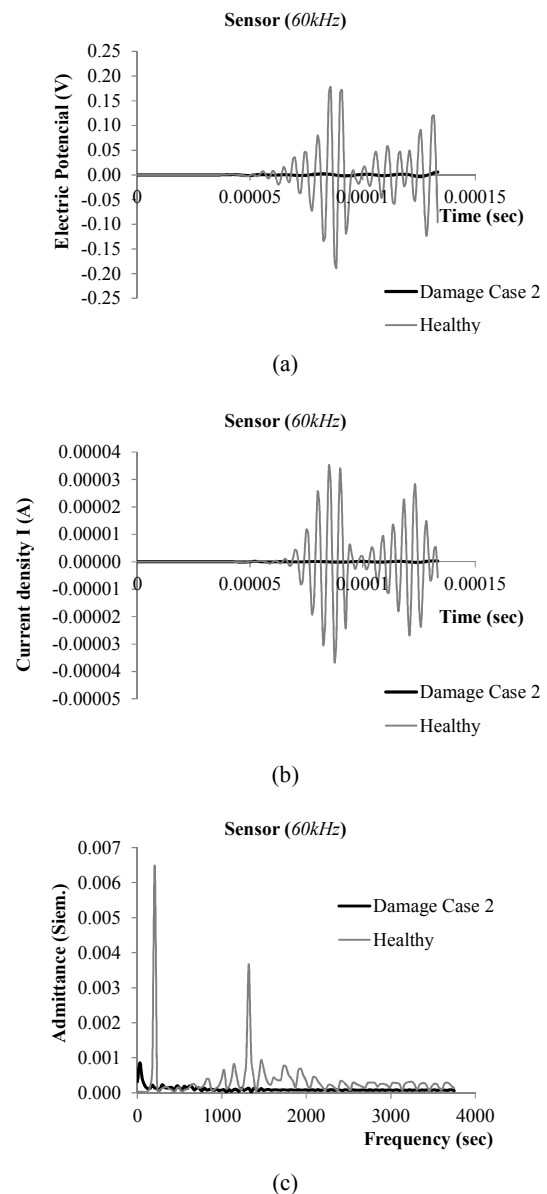 Sensor (60kHz)
Electric Potencial (V)
0.25
0.20
0.15
0.10
0.05
0.00
-0.05
-0.10
-0.15
-0.20
-0.25
0
0.00005
0.0001
0.00015
Time (sec)
Damage Case 2
Healthy
(a)
Sensor (60kHz)
Current density I (A)
0.00004
0.00003
0.00002
0.00001
0.00000
-0.00001
-0.00002
-0.00003
-0.00004
-0.00005
0
0.00005
0.0001
0.00015
Time (sec)
Damage Case 2
Healthy
(b)
Sensor (60kHz)
Admittance (Siem.)
0.007
0.006
0.005
0.004
0.003
0.002
0.001
0.000
Damage Case 2
Healthy
0
1000
2000
3000
4000
Frequency (sec)
(c)